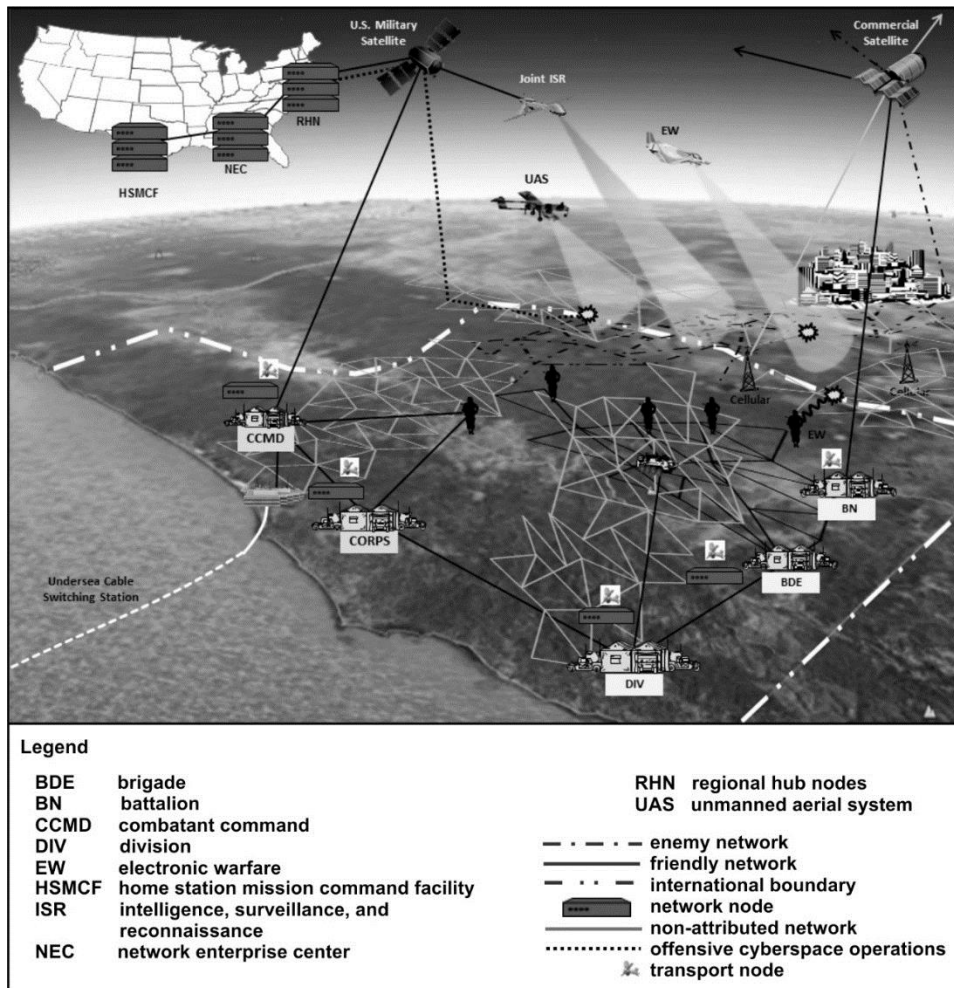 U.S. Military
Satellite
Commercial
Satellite
Joint ISR
RHN
EW
NEC
HSMCF
UAS
Cellular
Cellular
EW
CCMD
BN
CORPS
BDE
Undersea Cable
Switching Station
DIV
Legend
BDE brigade
BN battalion
CCMD combatant command
DIV division
EW electronic warfare
HSMCF home station mission command facility
ISR intelligence, surveillance, and
reconnaissance
NEC network enterprise center
RHN regional hub nodes
UAS unmanned aerial system
enemy network
friendly network
international boundary
network node
non-attributed network
offensive cyberspace operations
transport node